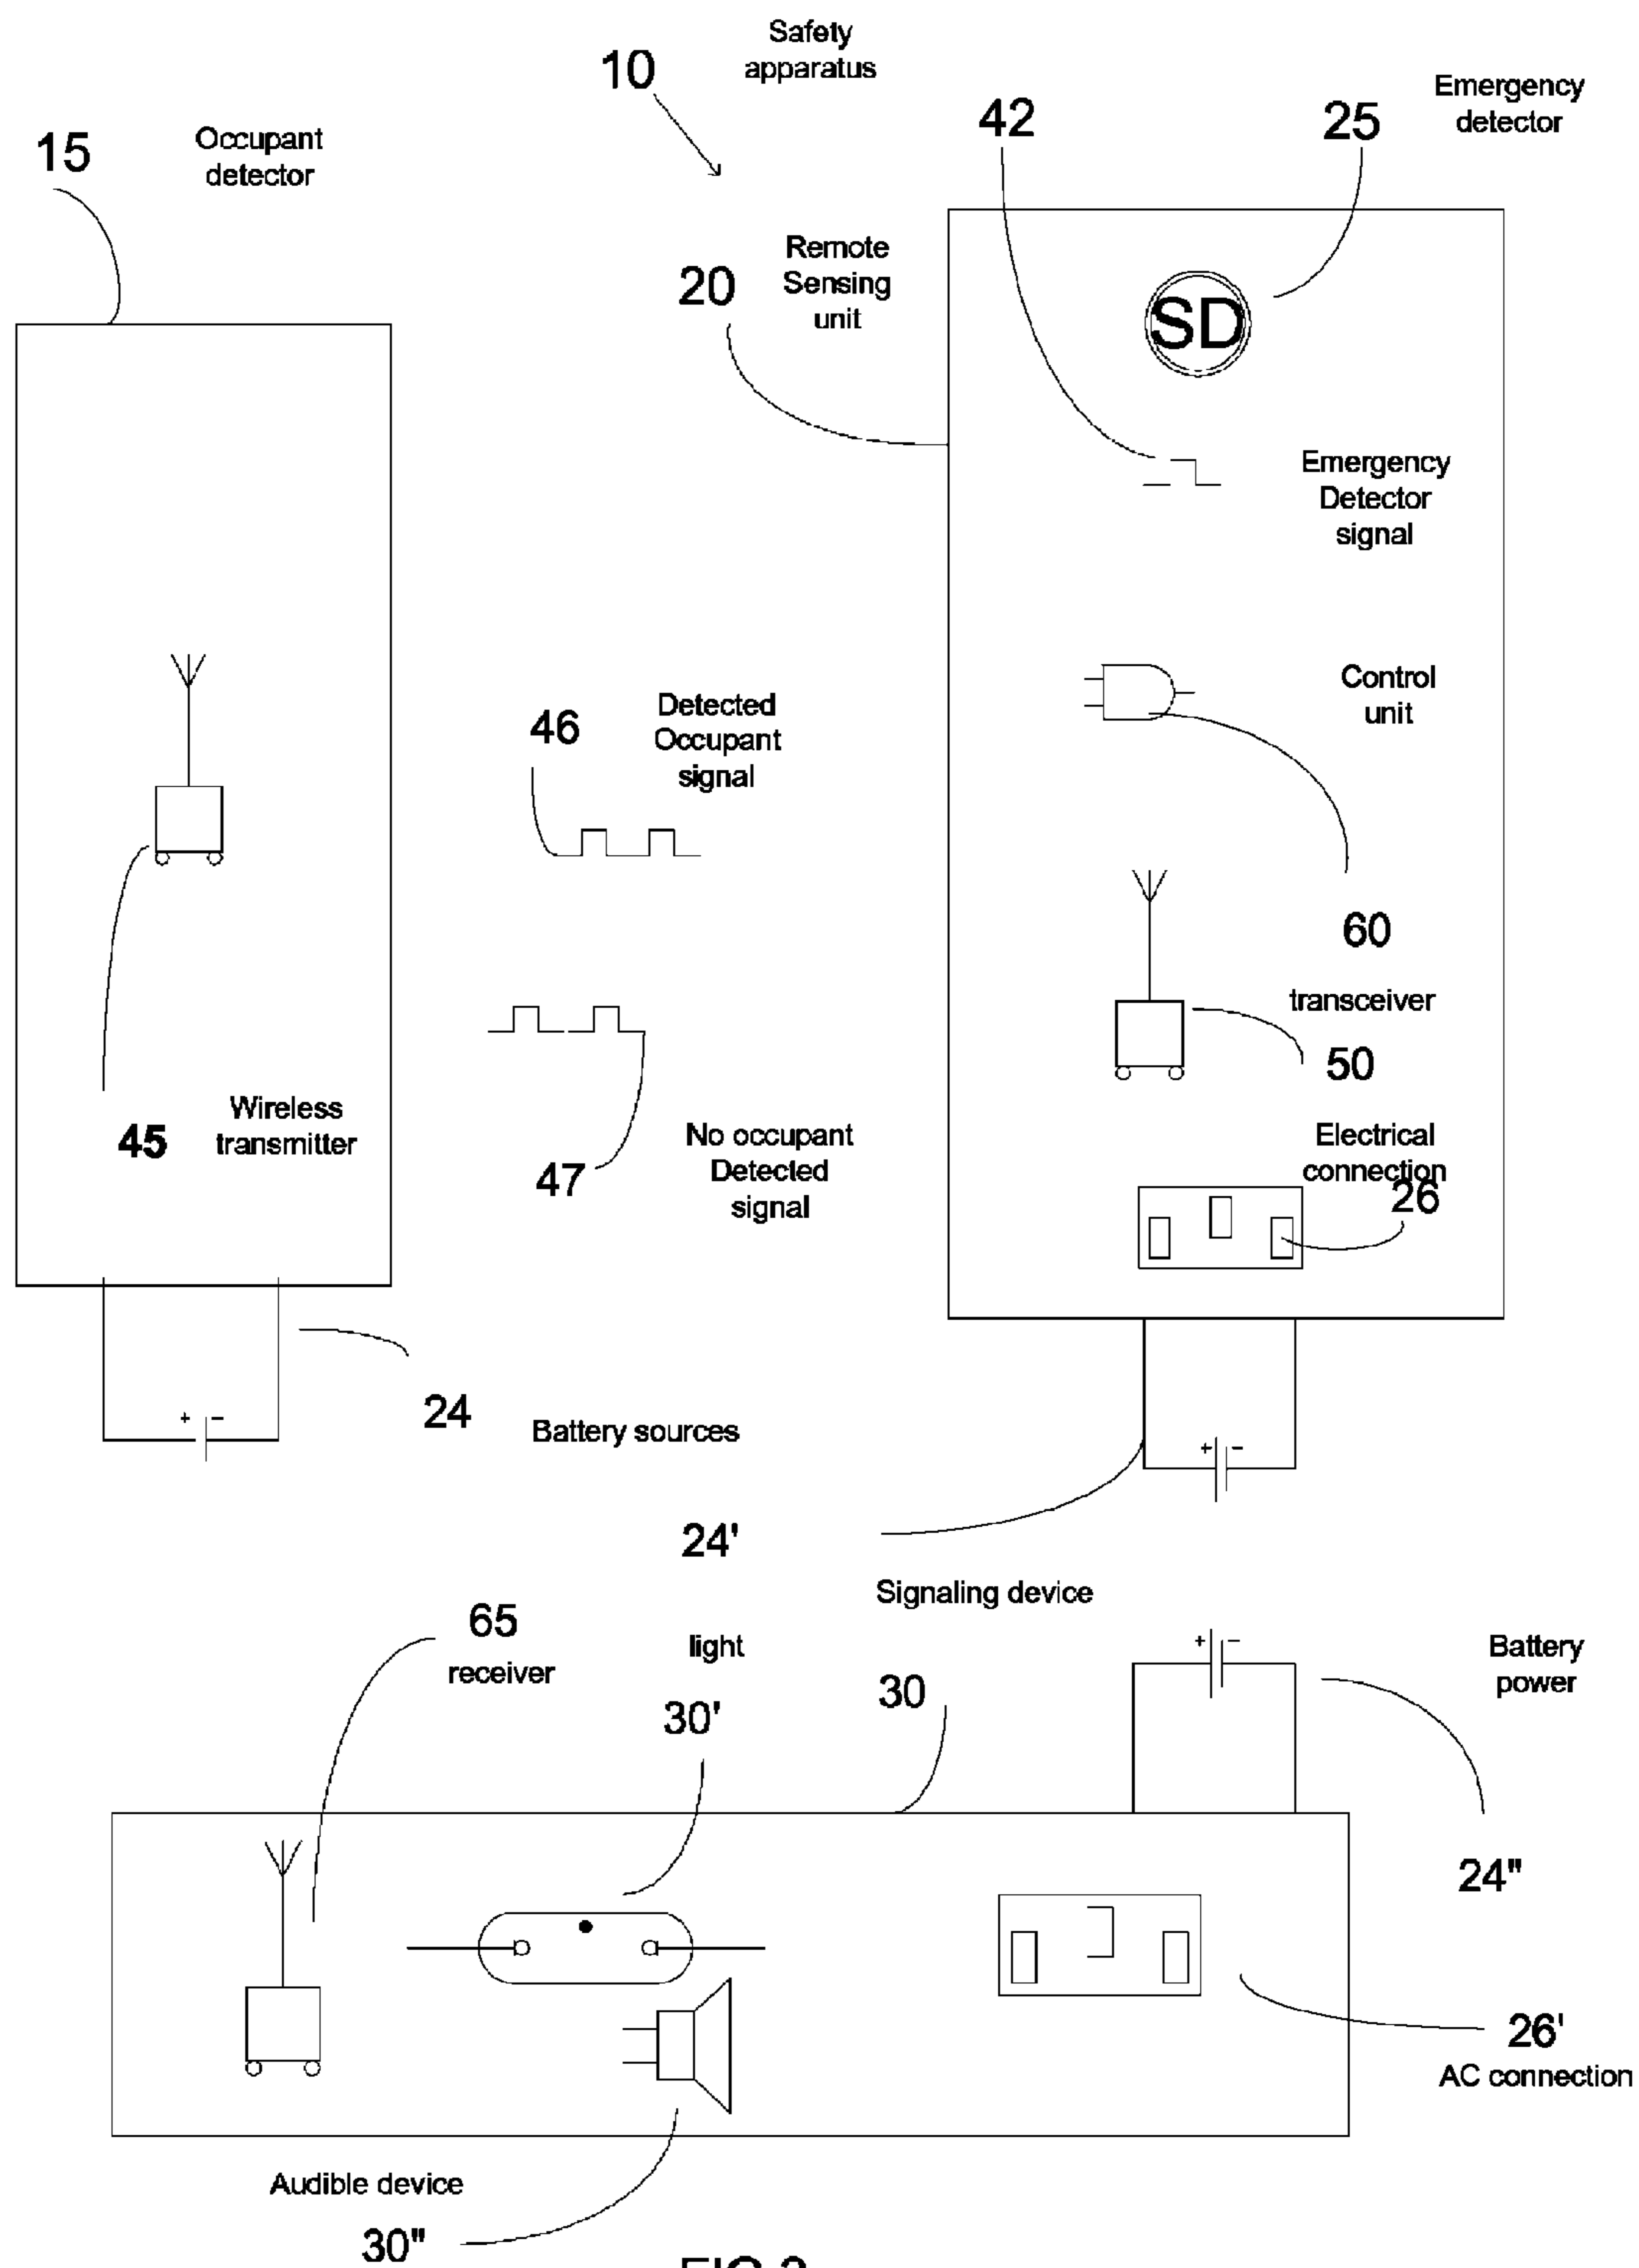 Safety
apparatus
10
42
25
Emergency
detector
15
Occupant
detector
20
Remote
Sensing
unit
SD
Emergency
Detector
signal
Control
unit
46
Detected
Occupant
signal
60
transceiver
50
45
Wireless
transmitter
47
No occupant
Detected
signal
Electrical
connection
26
24
+ -
Battery sources
+ -
24'
Signaling device
65
receiver
light
30'
30
+ -
Battery
power
24"
26'
AC connection
Audible device
30"